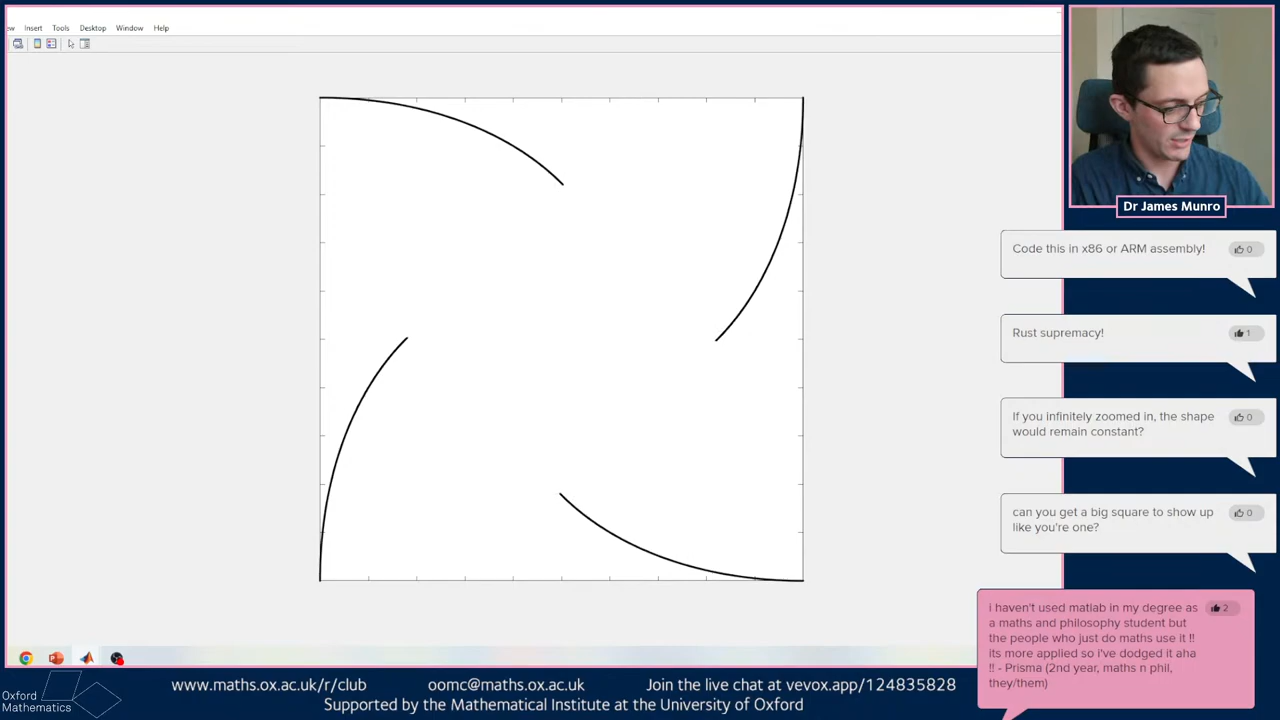 ew Insert Tools Desktop Window Help
Dr James Munro
Code this in x86 or ARM assembly!
0
Rust supremacy!
1
If you infinitely zoomed in, the shape
would remain constant?
0
can you get a big square to show up
like you're one?
0
i haven't used matlab in my degree as
a maths and philosophy student but
the people who just do maths use it !!
its more applied so i've dodged it aha
!! - Prisma (2nd year, maths n phil,
they/them)
2
Oxford
Mathematics
www.maths.ox.ac.uk/r/club oomc@maths.ox.ac.uk Join the live chat at vevox.app/124835828
Supported by the Mathematical Institute at the University of Oxford